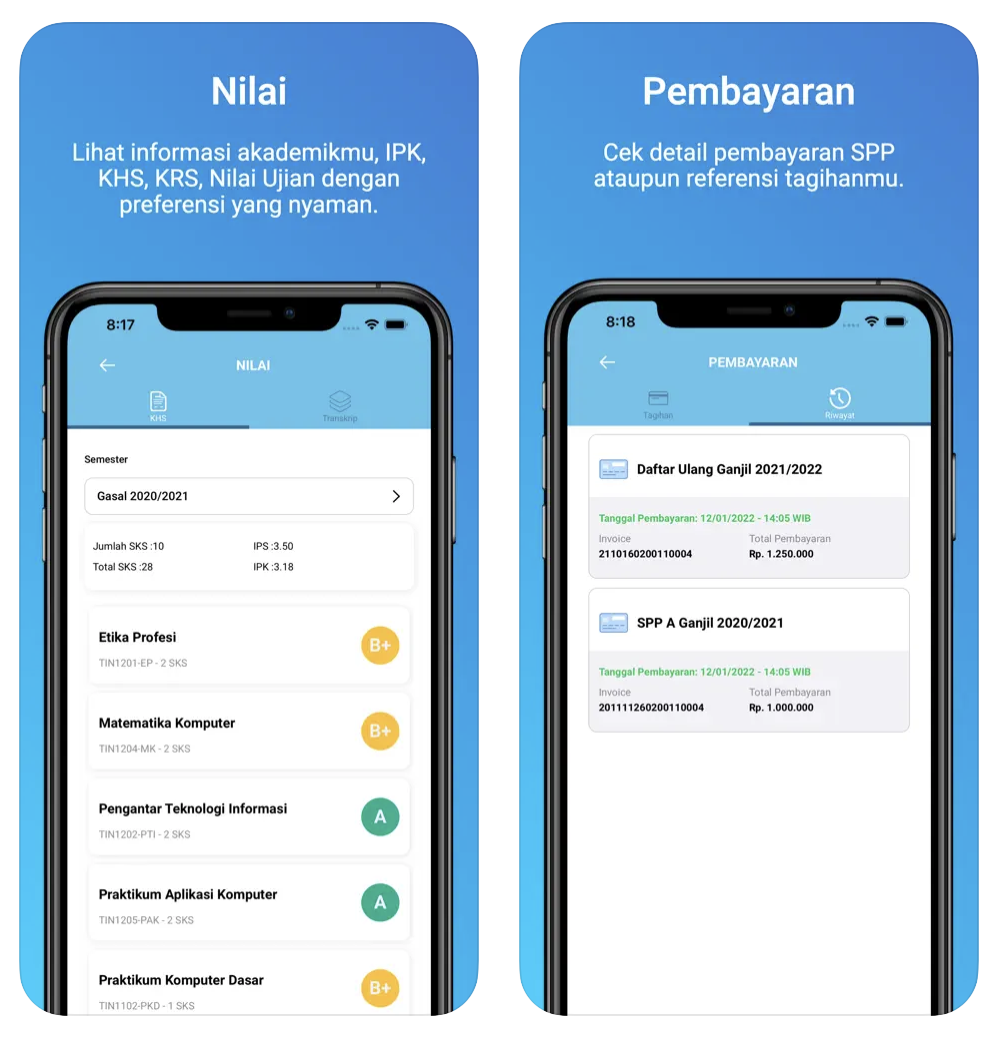 Nilai
Lihat informasi akademikmu, IPK,
KHS, KRS, Nilai Ujian dengan
preferensi yang nyaman.
8:17
NILAI
KHS
Transkrip
Semester
Gasal 2020/2021
Jumlah SKS :10
IPS :3.50
Total SKS :28
IPK :3.18
Etika Profesi
B+
TIN1201-EP - 2 SKS
Matematika Komputer
B+
TIN1204-MK - 2 SKS
Pengantar Teknologi Informasi
A
TIN1202-PTI - 2 SKS
Praktikum Aplikasi Komputer
A
TIN1205-PAK - 2 SKS
Praktikum Komputer Dasar
B+
TIN1102-PKD - 1 SKS
Pembayaran
Cek detail pembayaran SPP
ataupun referensi tagihanmu.
8:18
PEMBAYARAN
Tagihan
Riwayat
Daftar Ulang Ganjil 2021/2022
Tanggal Pembayaran: 12/01/2022 - 14:05 WIB
Invoice
Total Pembayaran
2110160200110004
Rp. 1.250.000
SPP A Ganjil 2020/2021
Tanggal Pembayaran: 12/01/2022 - 14:05 WIB
Invoice
Total Pembayaran
201111260200110004
Rp. 1.000.000